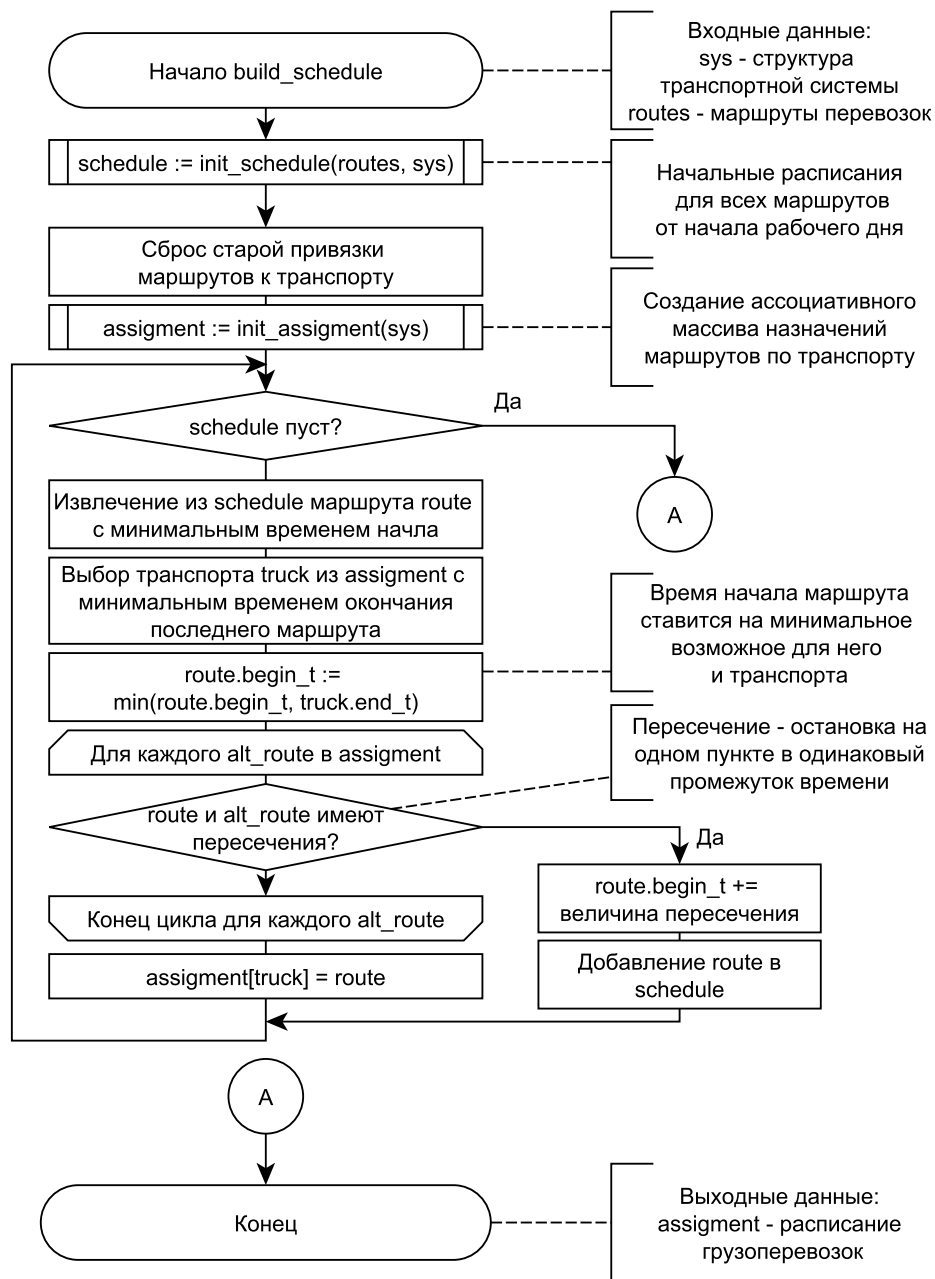 Начало build_schedule
Входные данные:
sys - структура
транспортной системы
routes - маршруты перевозок
schedule := init_schedule(routes, sys)
Начальные расписания
для всех маршрутов
от начала рабочего дня
Сброс старой привязки
маршрутов к транспорту
assigment := init_assigment(sys)
Создание ассоциативного
массива назначений
маршрутов по транспорту
schedule пуст?
Да
А
Извлечение из schedule маршрута route
с минимальным временем начла
Выбор транспорта truck из assigment с
минимальным временем окончания
последнего маршрута
route.begin_t :=
min(route.begin_t, truck.end_t)
Время начала маршрута
ставится на минимальное
возможное для него
и транспорта
Для каждого alt_route в assigment
Пересечение - остановка на
одном пункте в одинаковый
промежуток времени
route и alt_route имеют
пересечения?
Да
route.begin_t +=
величина пересечения
Добавление route в
schedule
Конец цикла для каждого alt_route
assigment[truck] = route
А
Конец
Выходные данные:
assigment - расписание
грузоперевозок